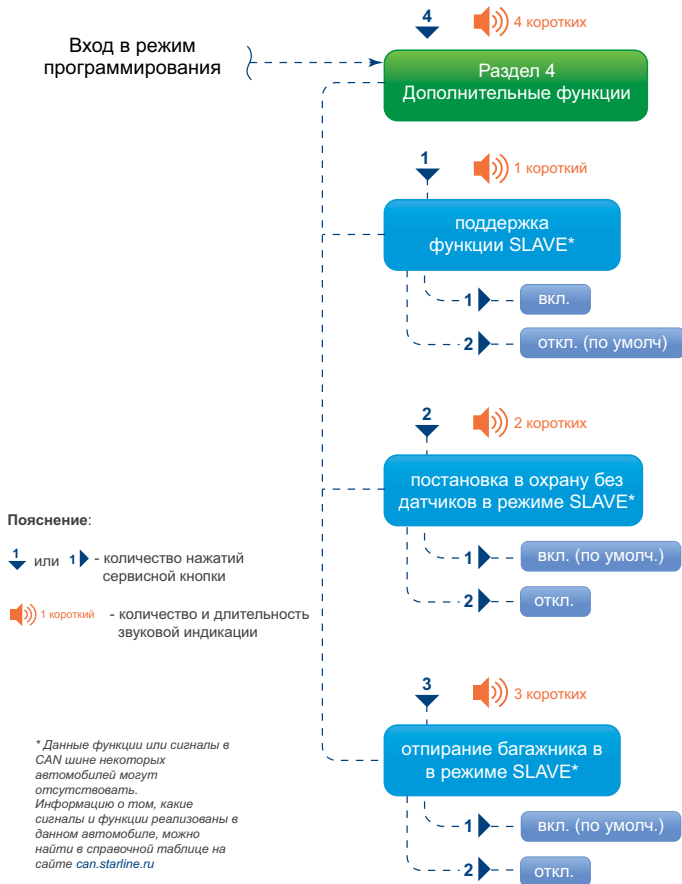 4
4 коротких
Вход в режим
программирования
Раздел 4
Дополнительные функции
1
1 короткий
поддержка
функции SLAVE*
1
вкл.
2
откл. (по умолч)
2
2 коротких
постановка в охрану без
датчиков в режиме SLAVE*
1
вкл. (по умолч.)
2
откл.
Пояснение:
1 или 1 - количество нажатий
сервисной кнопки
1 короткий - количество и длительность
звуковой индикации
3
3 коротких
отпирание багажника в
в режиме SLAVE*
1
вкл. (по умолч.)
2
откл.
* Данные функции или сигналы в
CAN шине некоторых
автомобилей могут
отсутствовать.
Информацию о том, какие
сигналы и функции реализованы в
данном автомобиле, можно
найти в справочной таблице на
сайте can.starline.ru